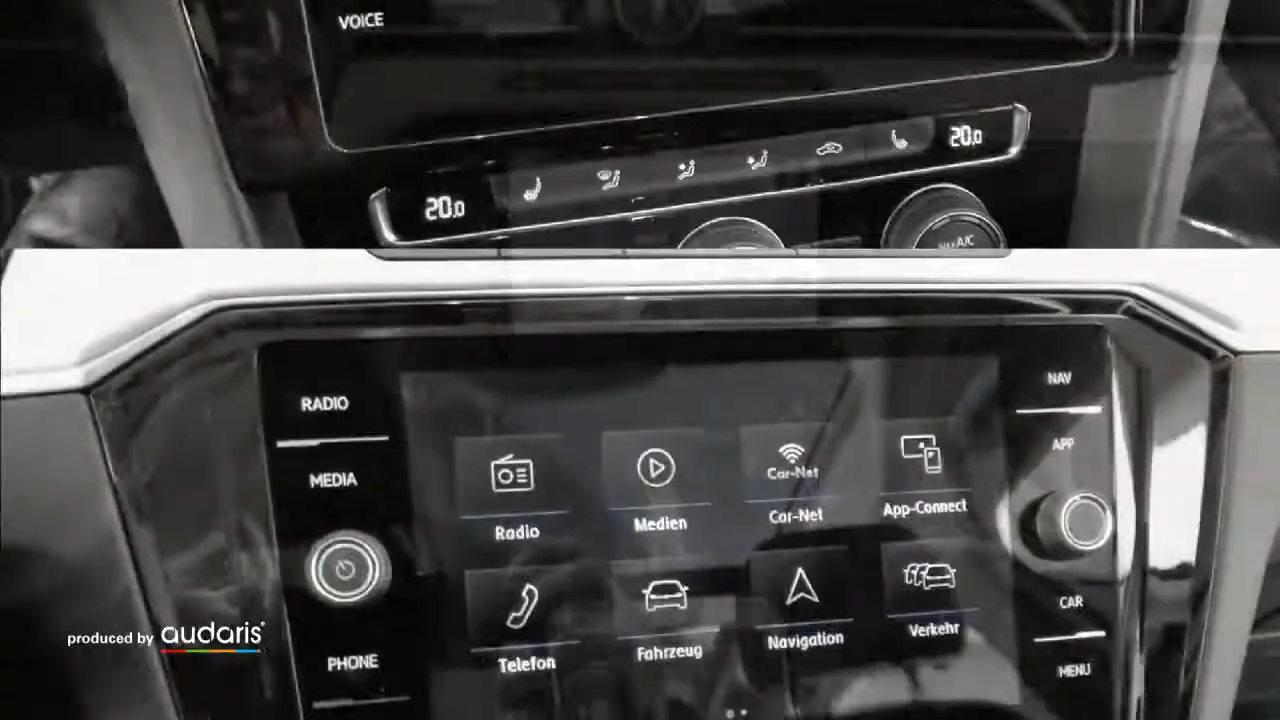 VOICE
20.0
20.0
A/C
RADIO
MEDIA
PHONE
Radio
Medien
Car-Net
Car-Net
App-Connect
Telefon
Fahrzeug
Navigation
Verkehr
NAV
APP
CAR
MENU
produced by audaris